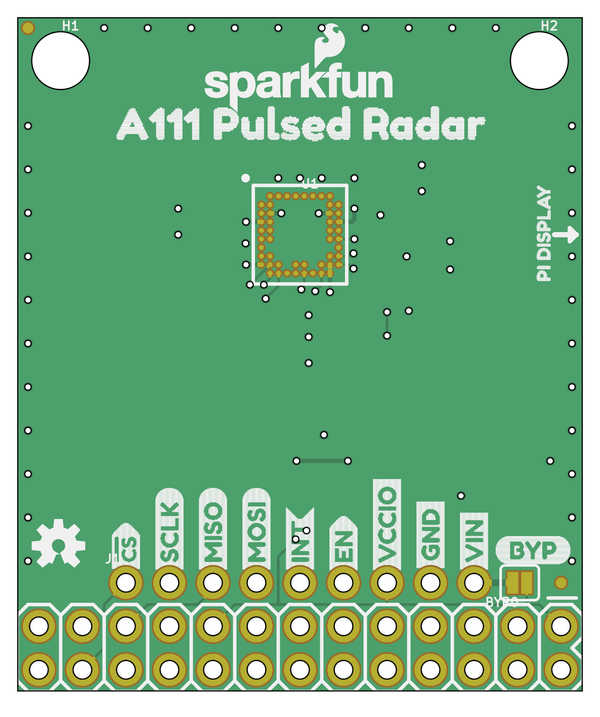 H1
H2
sparkfun
A111 Pulsed Radar
U1
PI DISPLAY
J1
CS
SCLK
MISO
MOSI
INT
EN
VCCIO
GND
VIN
BYP